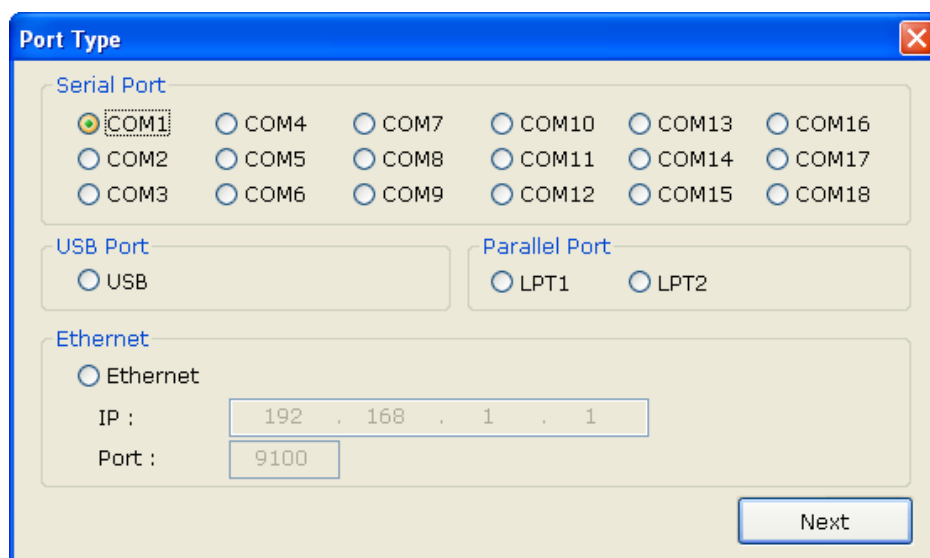 Port Type
Serial Port
COM1 COM4 COM7 COM10 COM13 COM16
COM2 COM5 COM8 COM11 COM14 COM17
COM3 COM6 COM9 COM12 COM15 COM18
USB Port Parallel Port
USB LPT1 LPT2
Ethernet
Ethernet
IP : 192 . 168 . 1 . 1
Port : 9100
Next